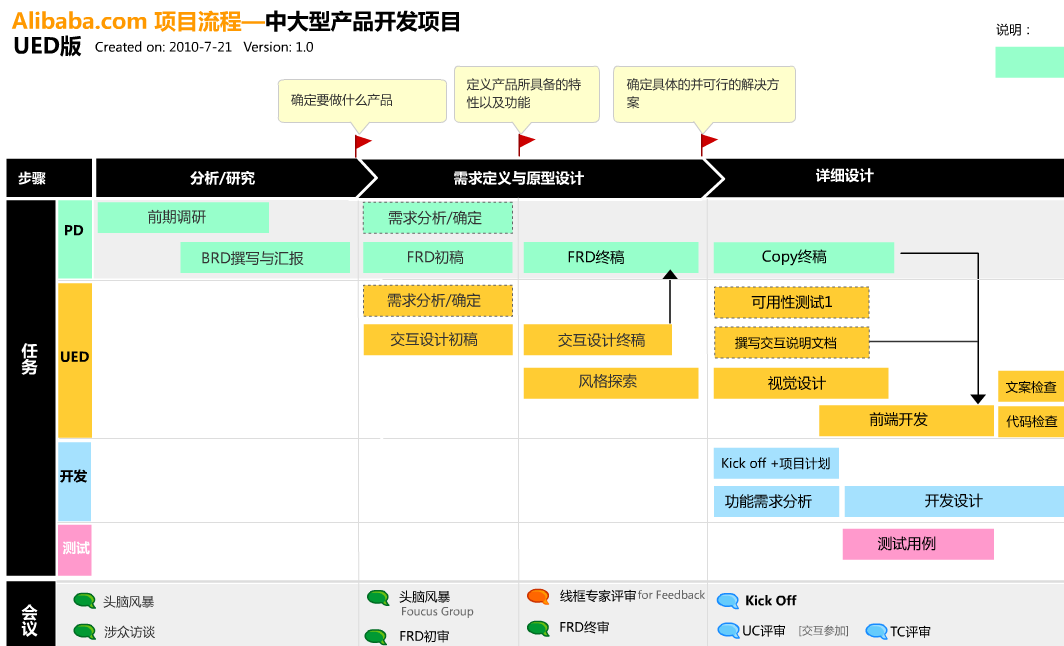 Alibaba.com 项目流程—中大型产品开发项目
UED版 Created on: 2010-7-21 Version: 1.0
说明：
确定要做什么产品
定义产品所具备的特
性以及功能
确定具体的并可行的解决方
案
步骤
分析/研究
需求定义与原型设计
详细设计
任务
PD
前期调研
需求分析/确定
BRD撰写与汇报
FRD初稿
FRD终稿
Copy终稿
UED
需求分析/确定
可用性测试1
交互设计初稿
交互设计终稿
撰写交互说明文档
风格探索
视觉设计
文案检查
前端开发
代码检查
开发
Kick off +项目计划
功能需求分析
开发设计
测试
测试用例
会议
头脑风暴
头脑风暴
Foucus Group
线框专家评审for Feedback
Kick Off
涉众访谈
FRD初审
FRD终审
UC评审 [交互参加]
TC评审